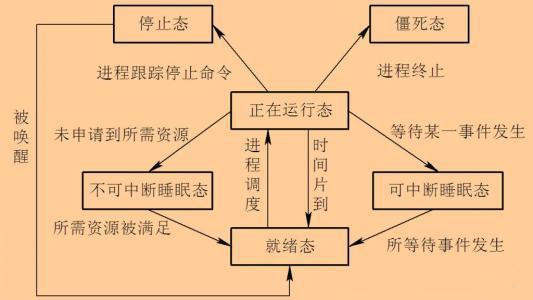 停止态
僵死态
进程跟踪停止命令
进程终止
正在运行态
被唤醒
未申请到所需资源
等待某一事件发生
进程调度
时间片到
不可中断睡眠态
可中断睡眠态
所需资源被满足
就绪态
所等待事件发生